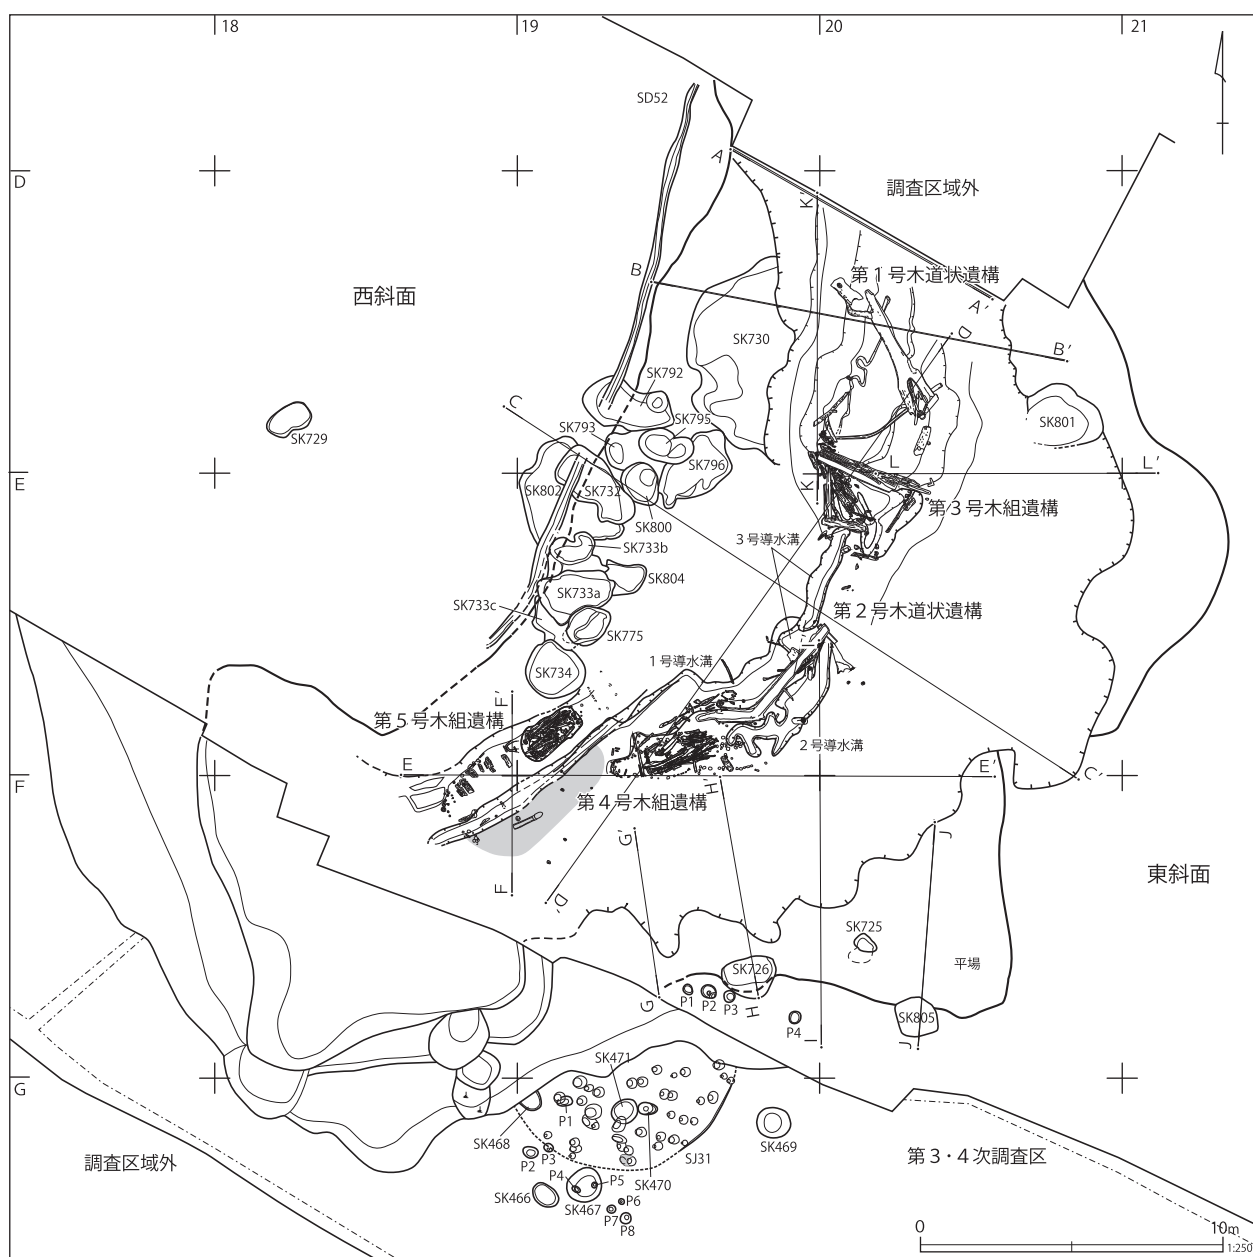 18
19
20
21
SD52
A
D
K'
調査区域外
第1号木道状遺構
B
A'
西斜面
D
SK730
B'
SK792
C
SK795
SK729
SK793
SK801
SK796
L
L'
E
K
SK802
SK732
第3号木組遺構
SK800
3号導水溝
SK733b
SK804
SK733a
SK733c
第2号木道状遺構
SK775
1号導水溝
SK734
F'
第5号木組遺構
2号導水溝
E
E'
C'
F
H'
第4号木組遺構
G'
J'
東斜面
F
D'
SK725
平場
SK726
G
P1
P2
P3
H
P4
SK805
I
J
SK471
G
P1
SK468
SK469
P3
P2
SJ31
調査区域外
第3・4次調査区
P4
P5
SK470
SK466
SK467
P6
P7
P8
0
10m
1:250